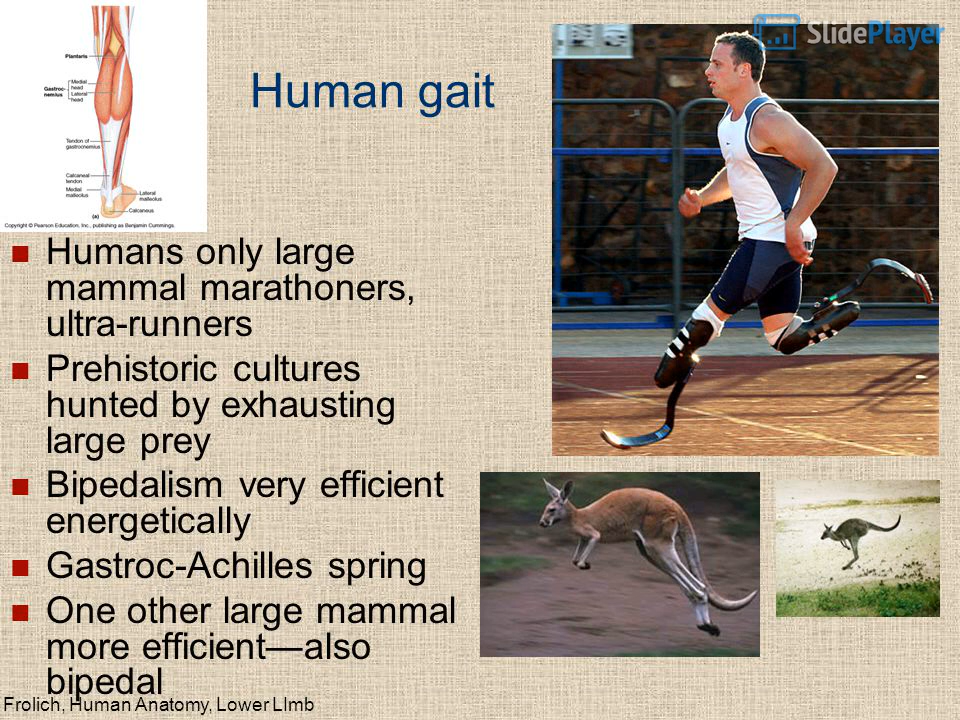 SlidePlayer
Human gait
Plantaris
Gastroc-
nemius
Medial
head
Lateral
head
Tendon of
gastrocnemius
Calcaneal
tendon
Medial
malleolus
Lateral
malleolus
Calcaneus
(a)
Copyright © Pearson Education, Inc., publishing as Benjamin Cummings.
Humans only large
mammal marathoners,
ultra-runners
Prehistoric cultures
hunted by exhausting
large prey
Bipedalism very efficient
energetically
Gastroc-Achilles spring
One other large mammal
more efficient—also
bipedal
Frolich, Human Anatomy, Lower LImb